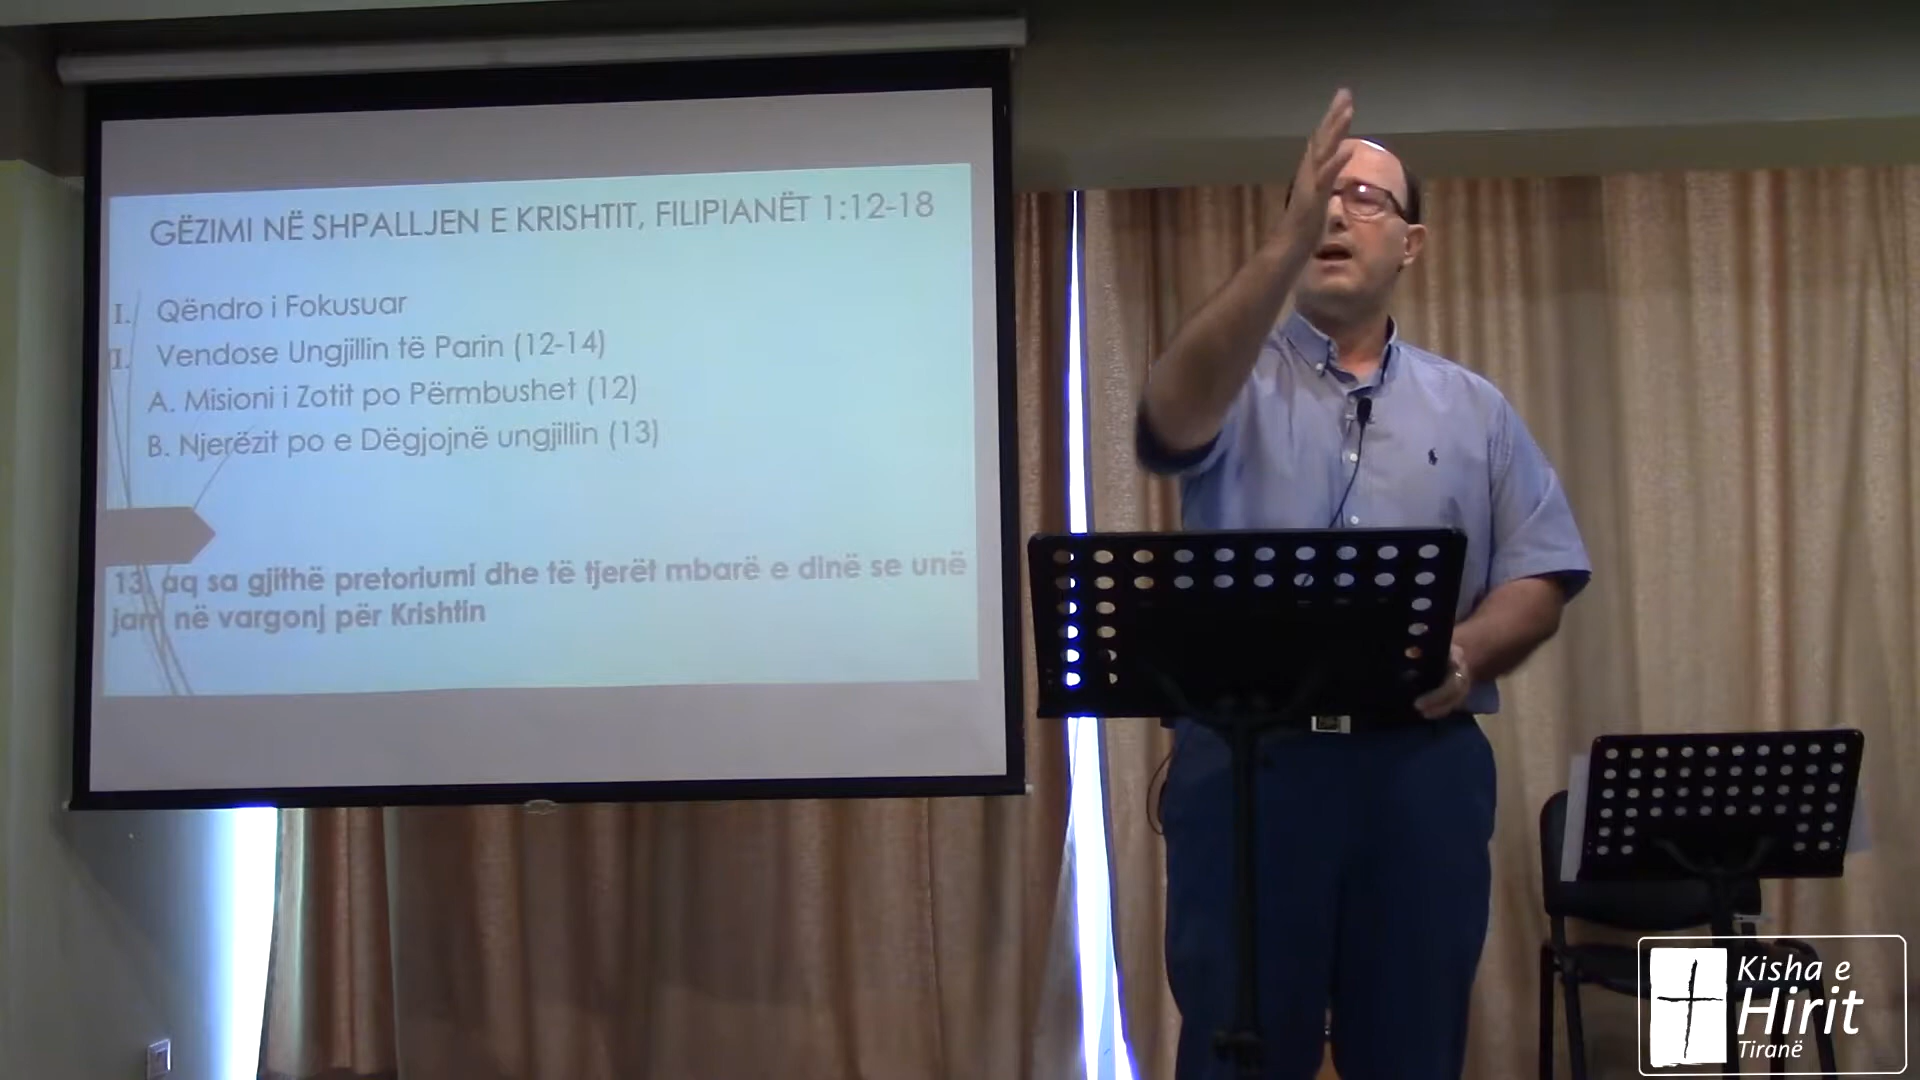 GËZIMI NË SHPALLJEN E KRISHTIT, FILIPIANËT 1:12-18
I. Qëndro i Fokusuar
I. Vendose Ungjillin të Parin (12-14)
A. Misioni i Zotit po Përmbushet (12)
B. Njerëzit po e Dëgjojnë ungjillin (13)
13 aq sa gjithë pretoriumi dhe të tjerët mbarë e dinë se unë
jam në vargonj për Krishtin
Kisha e
Hirit
Tiranë